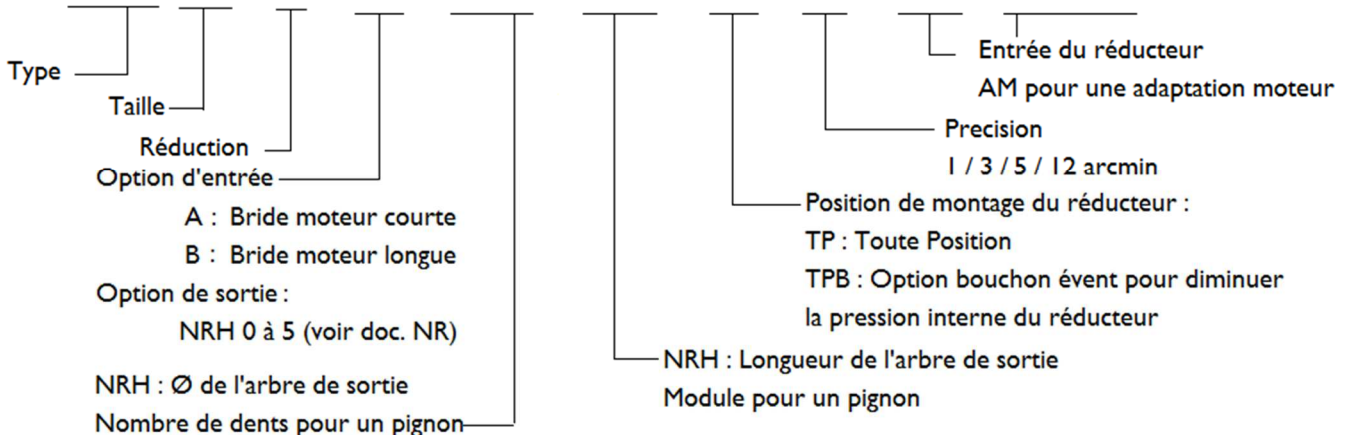 Type
Taille
Réduction
Option d'entrée
A : Bride moteur courte
B : Bride moteur longue
Option de sortie :
NRH 0 à 5 (voir doc. NR)
NRH : Ø de l'arbre de sortie
Nombre de dents pour un pignon
Entrée du réducteur
AM pour une adaptation moteur
Precision
1 / 3 / 5 / 12 arcmin
Position de montage du réducteur :
TP : Toute Position
TPB : Option bouchon évent pour diminuer
la pression interne du réducteur
NRH : Longueur de l'arbre de sortie
Module pour un pignon